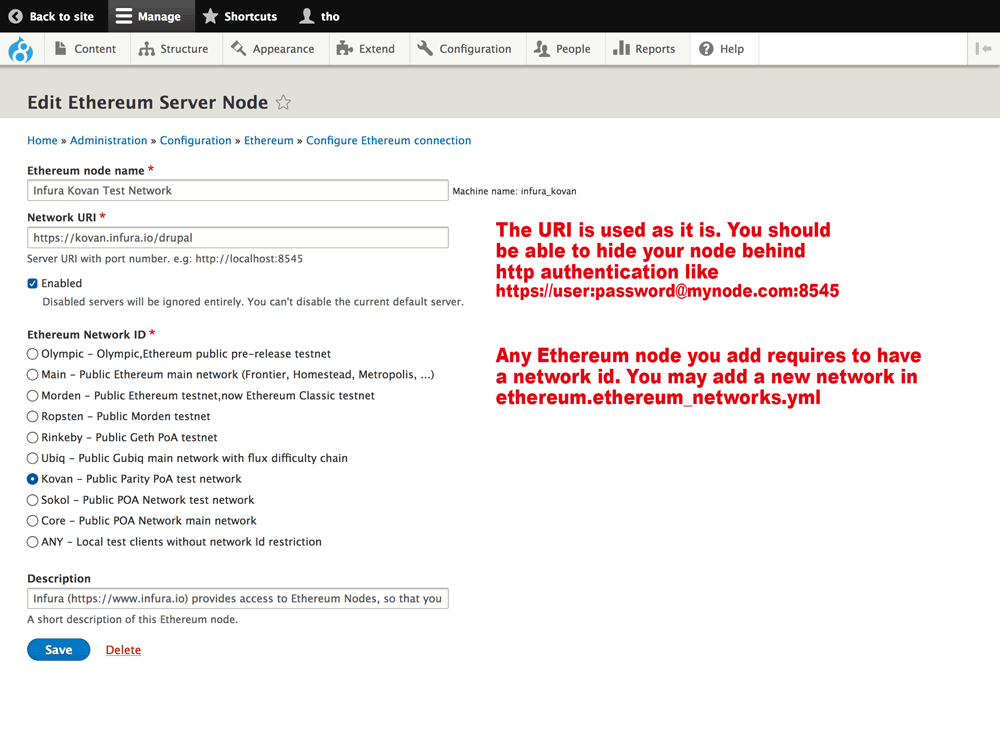 Back to site Manage Shortcuts tho
Content Structure Appearance Extend Configuration People Reports Help
Edit Ethereum Server Node
Home » Administration » Configuration » Ethereum » Configure Ethereum connection
Ethereum node name *
Infura Kovan Test Network Machine name: infura_kovan
Network URI *
https://kovan.infura.io/drupal
Server URI with port number. e.g: http://localhost:8545
The URI is used as it is. You should
be able to hide your node behind
http authentication like
https://user:password@mynode.com:8545
Enabled
Disabled servers will be ignored entirely. You can't disable the current default server.
Ethereum Network ID *
Olympic - Olympic,Ethereum public pre-release testnet
Main - Public Ethereum main network (Frontier, Homestead, Metropolis, ...)
Morden - Public Ethereum testnet,now Ethereum Classic testnet
Ropsten - Public Morden testnet
Rinkeby - Public Geth PoA testnet
Ubiq - Public Gubiq main network with flux difficulty chain
Kovan - Public Parity PoA test network
Sokol - Public POA Network test network
Core - Public POA Network main network
ANY - Local test clients without network Id restriction
Any Ethereum node you add requires to have
a network id. You may add a new network in
ethereum.ethereum_networks.yml
Description
Infura (https://www.infura.io) provides access to Ethereum Nodes, so that you
A short description of this Ethereum node.
Save Delete